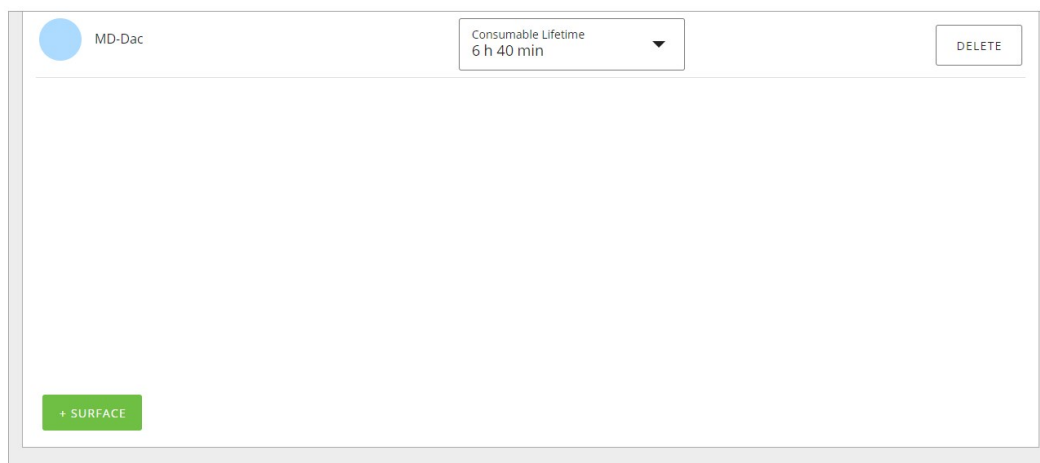 MD-Dac
Consumable Lifetime
6 h 40 min
DELETE
+ SURFACE